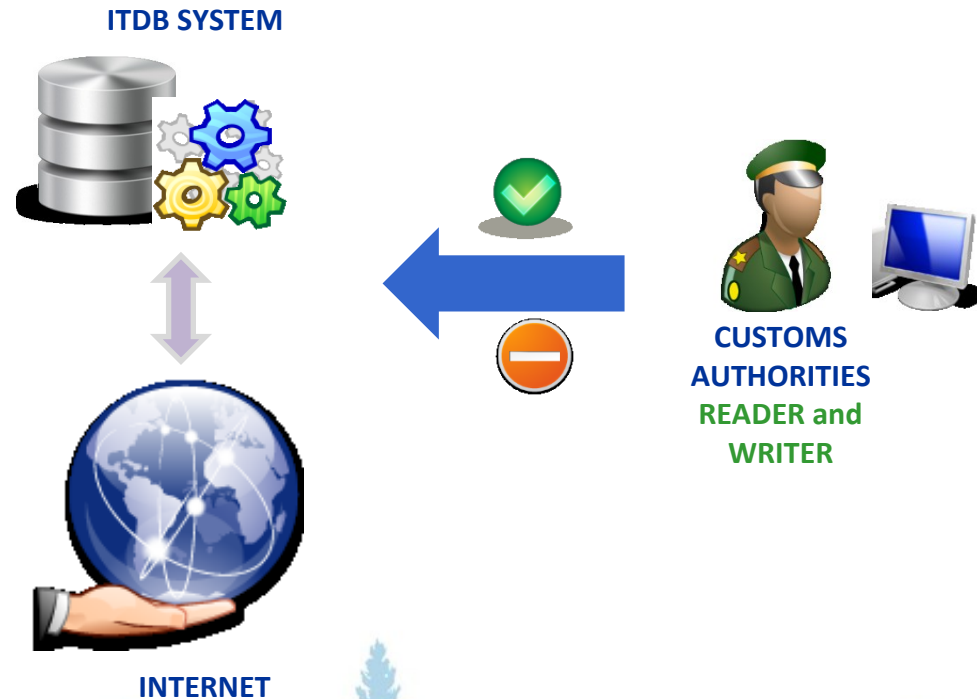 ITDB SYSTEM
CUSTOMS
AUTHORITIES
READER and
WRITER
INTERNET